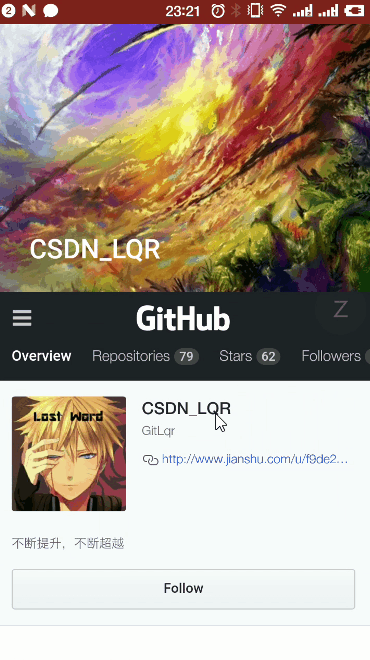 2 23:21
CSDN_LQR
Z
GitHub
Overview Repositories 79 Stars 62 Followers
Lost Word
CSDN_LQR
GitLqr
http://www.jianshu.com/u/f9de2...
不断提升，不断超越
Follow